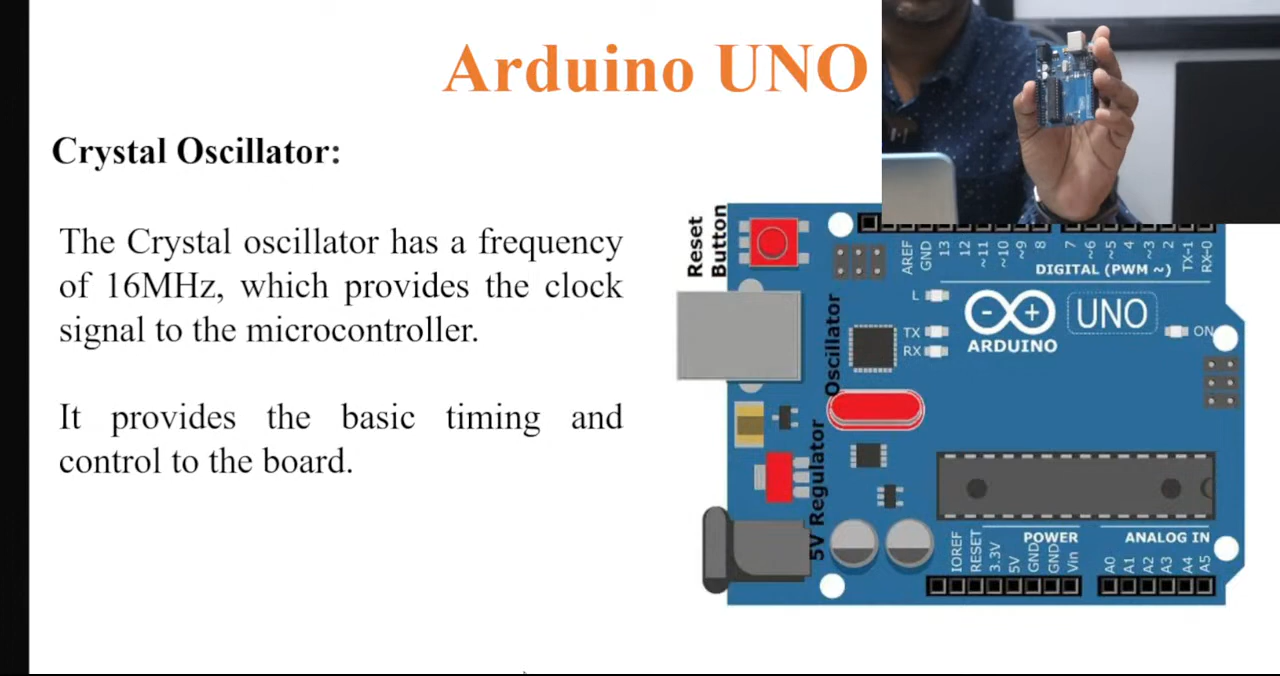 Arduino UNO
Crystal Oscillator:
The Crystal oscillator has a frequency
of 16MHz, which provides the clock
signal to the microcontroller.
It provides the basic timing and
control to the board.
Reset
Button
Oscillator
5V Regulator
AREF
GND
13
12
~11
~10
~9
8
7
~6
~5
4
~3
2
TX-1
RX-0
DIGITAL (PWM ~)
L
TX
RX
UNO
ON
ARDUINO
POWER
ANALOG IN
IOREF
RESET
3.3V
5V
GND
GND
Vin
A0
A1
A2
A3
A4
A5